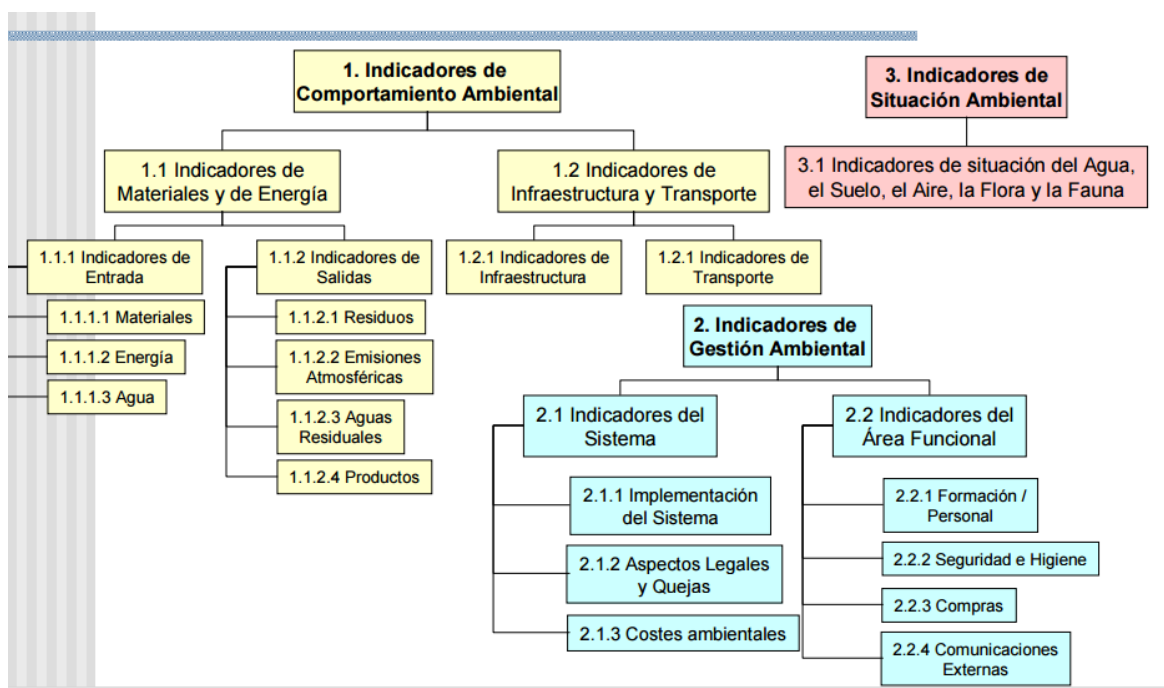 1. Indicadores de
Comportamiento Ambiental
3. Indicadores de
Situación Ambiental
1.1 Indicadores de
Materiales y de Energía
1.2 Indicadores de
Infraestructura y Transporte
3.1 Indicadores de situación del Agua,
el Suelo, el Aire, la Flora y la Fauna
1.1.1 Indicadores de
Entrada
1.1.2 Indicadores de
Salidas
1.2.1 Indicadores de
Infraestructura
1.2.1 Indicadores de
Transporte
1.1.1.1 Materiales
1.1.1.2 Energía
1.1.1.3 Agua
1.1.2.1 Residuos
1.1.2.2 Emisiones
Atmosféricas
1.1.2.3 Aguas
Residuales
1.1.2.4 Productos
2. Indicadores de
Gestión Ambiental
2.1 Indicadores del
Sistema
2.2 Indicadores del
Área Funcional
2.1.1 Implementación
del Sistema
2.1.2 Aspectos Legales
y Quejas
2.1.3 Costes ambientales
2.2.1 Formación /
Personal
2.2.2 Seguridad e Higiene
2.2.3 Compras
2.2.4 Comunicaciones
Externas